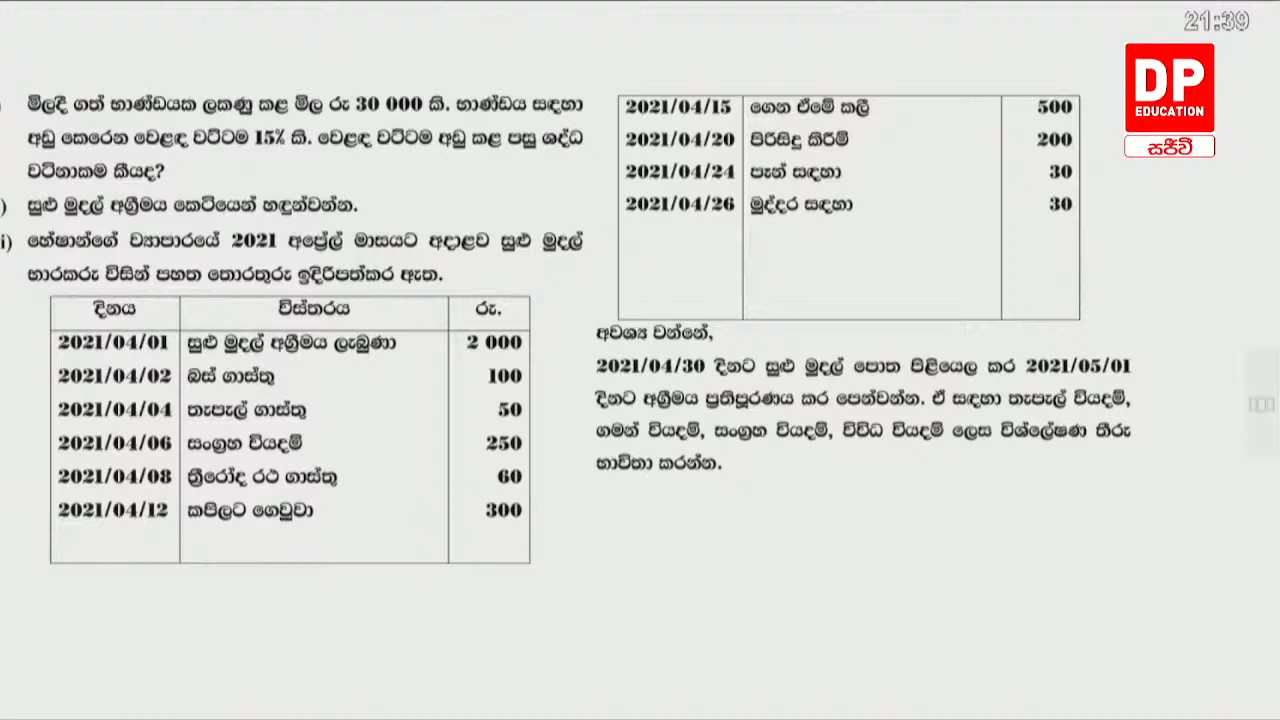 21:39
DP
EDUCATION
සජීවී
මිලදී ගත් භාණ්ඩයක ලකුණු කළ මිල රු 30 000 කි. භාණ්ඩය සඳහා
අඩු කෙරෙන වෙළඳ වට්ටම 15% කි. වෙළඳ වට්ටම අඩු කළ පසු ශුද්ධ
වටිනාකම කීයද?
) සුළු මුදල් අග්‍රිමය කෙටියෙන් හඳුන්වන්න.
i) හේෂාන්ගේ ව්‍යාපාරයේ 2021 අප්‍රේල් මාසයට අදාළව සුළු මුදල්
භාරකරු විසින් පහත තොරතුරු ඉදිරිපත්කර ඇත.
දිනය විස්තරය රු.
2021/04/01 සුළු මුදල් අග්‍රිමය ලැබුණා 2 000
2021/04/02 බස් ගාස්තු 100
2021/04/04 තැපැල් ගාස්තු 50
2021/04/06 සංග්‍රහ වියදම් 250
2021/04/08 ත්‍රීරෝද රථ ගාස්තු 60
2021/04/12 කපිලට ගෙවුවා 300
2021/04/15 ගෙන ඒමේ කුලී 500
2021/04/20 පිරිසිදු කිරීම් 200
2021/04/24 පෑන් සඳහා 30
2021/04/26 මුද්දර සඳහා 30
අවශ්‍ය වන්නේ,
2021/04/30 දිනට සුළු මුදල් පොත පිළියෙල කර 2021/05/01
දිනට අග්‍රිමය ප්‍රතිපූරණය කර පෙන්වන්න. ඒ සඳහා තැපැල් වියදම්,
ගමන් වියදම්, සංග්‍රහ වියදම්, විවිධ වියදම් ලෙස විශ්ලේෂණ තීරු
භාවිතා කරන්න.